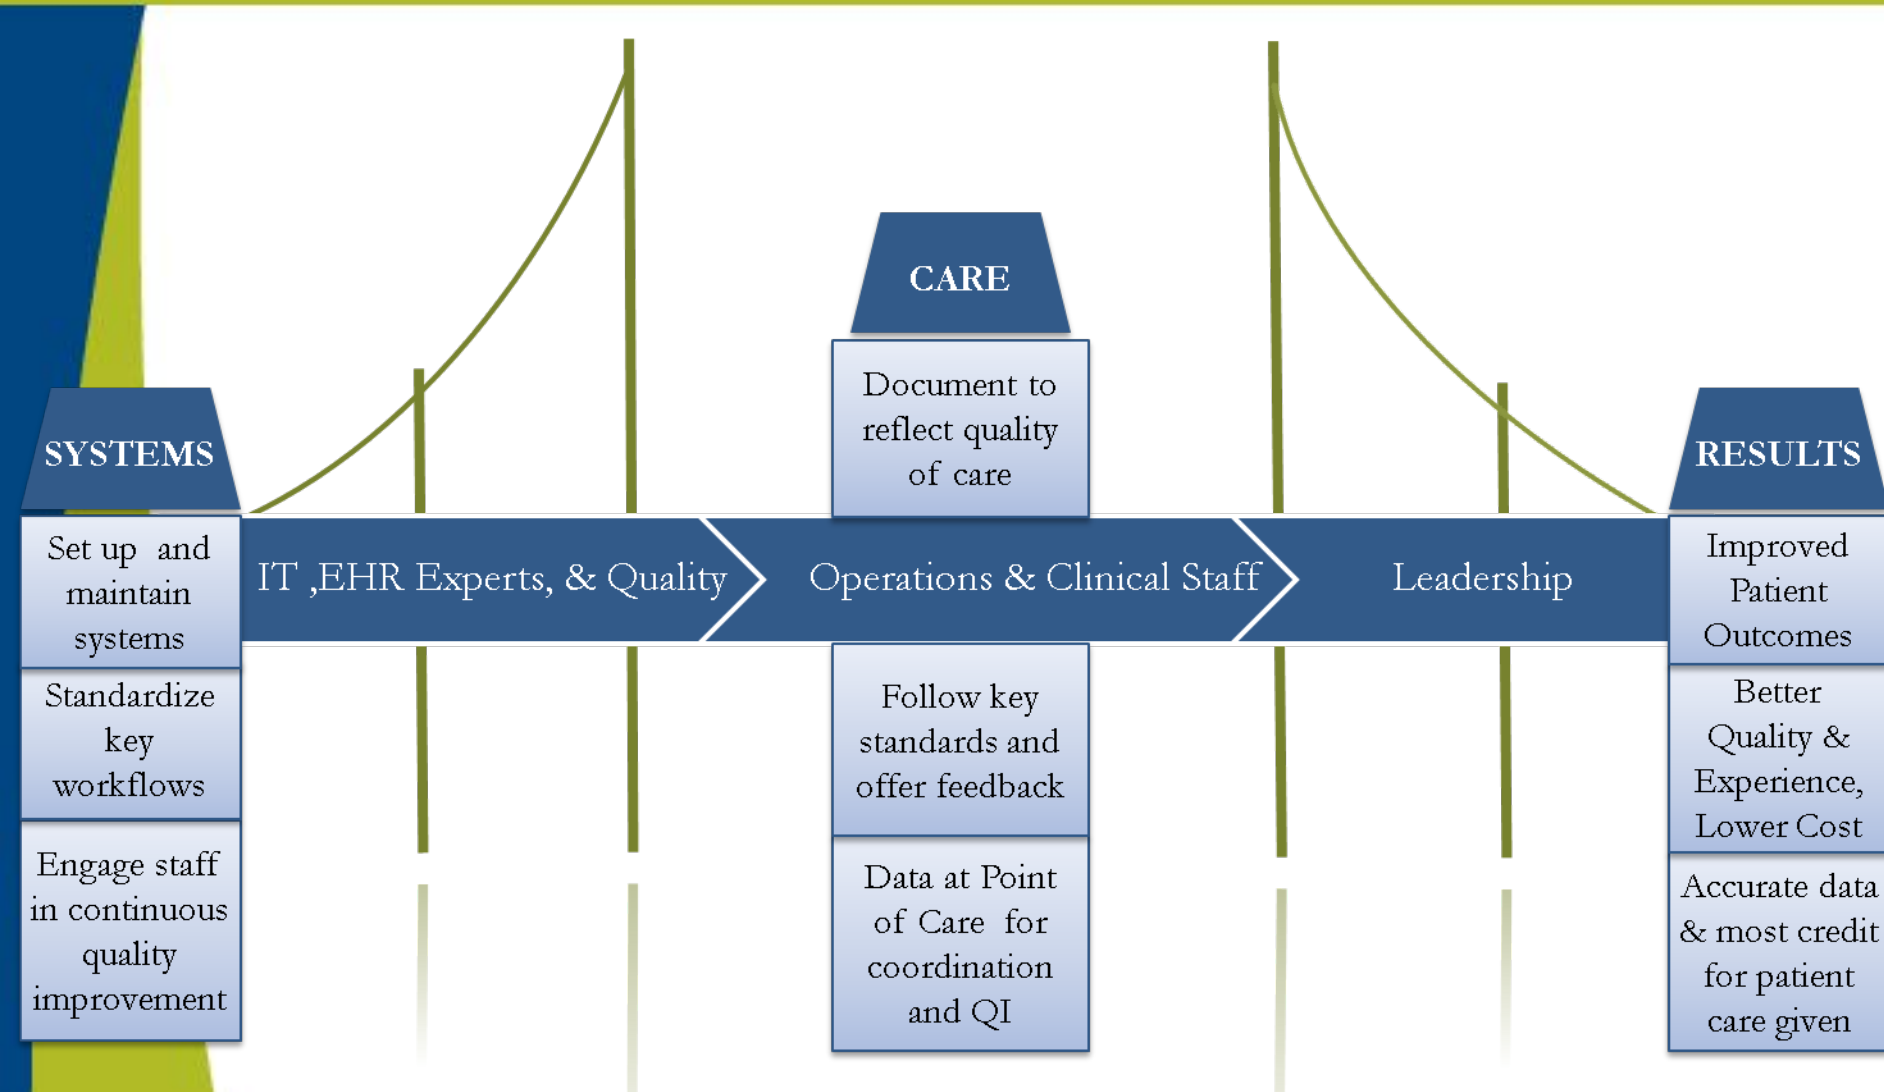 CARE
Document to
reflect quality
of care
SYSTEMS
Set up and
maintain
systems
Standardize
key
workflows
Engage staff
in continuous
quality
improvement
IT ,EHR Experts, & Quality
Operations & Clinical Staff
Leadership
Follow key
standards and
offer feedback
Data at Point
of Care for
coordination
and QI
RESULTS
Improved
Patient
Outcomes
Better
Quality &
Experience,
Lower Cost
Accurate data
& most credit
for patient
care given